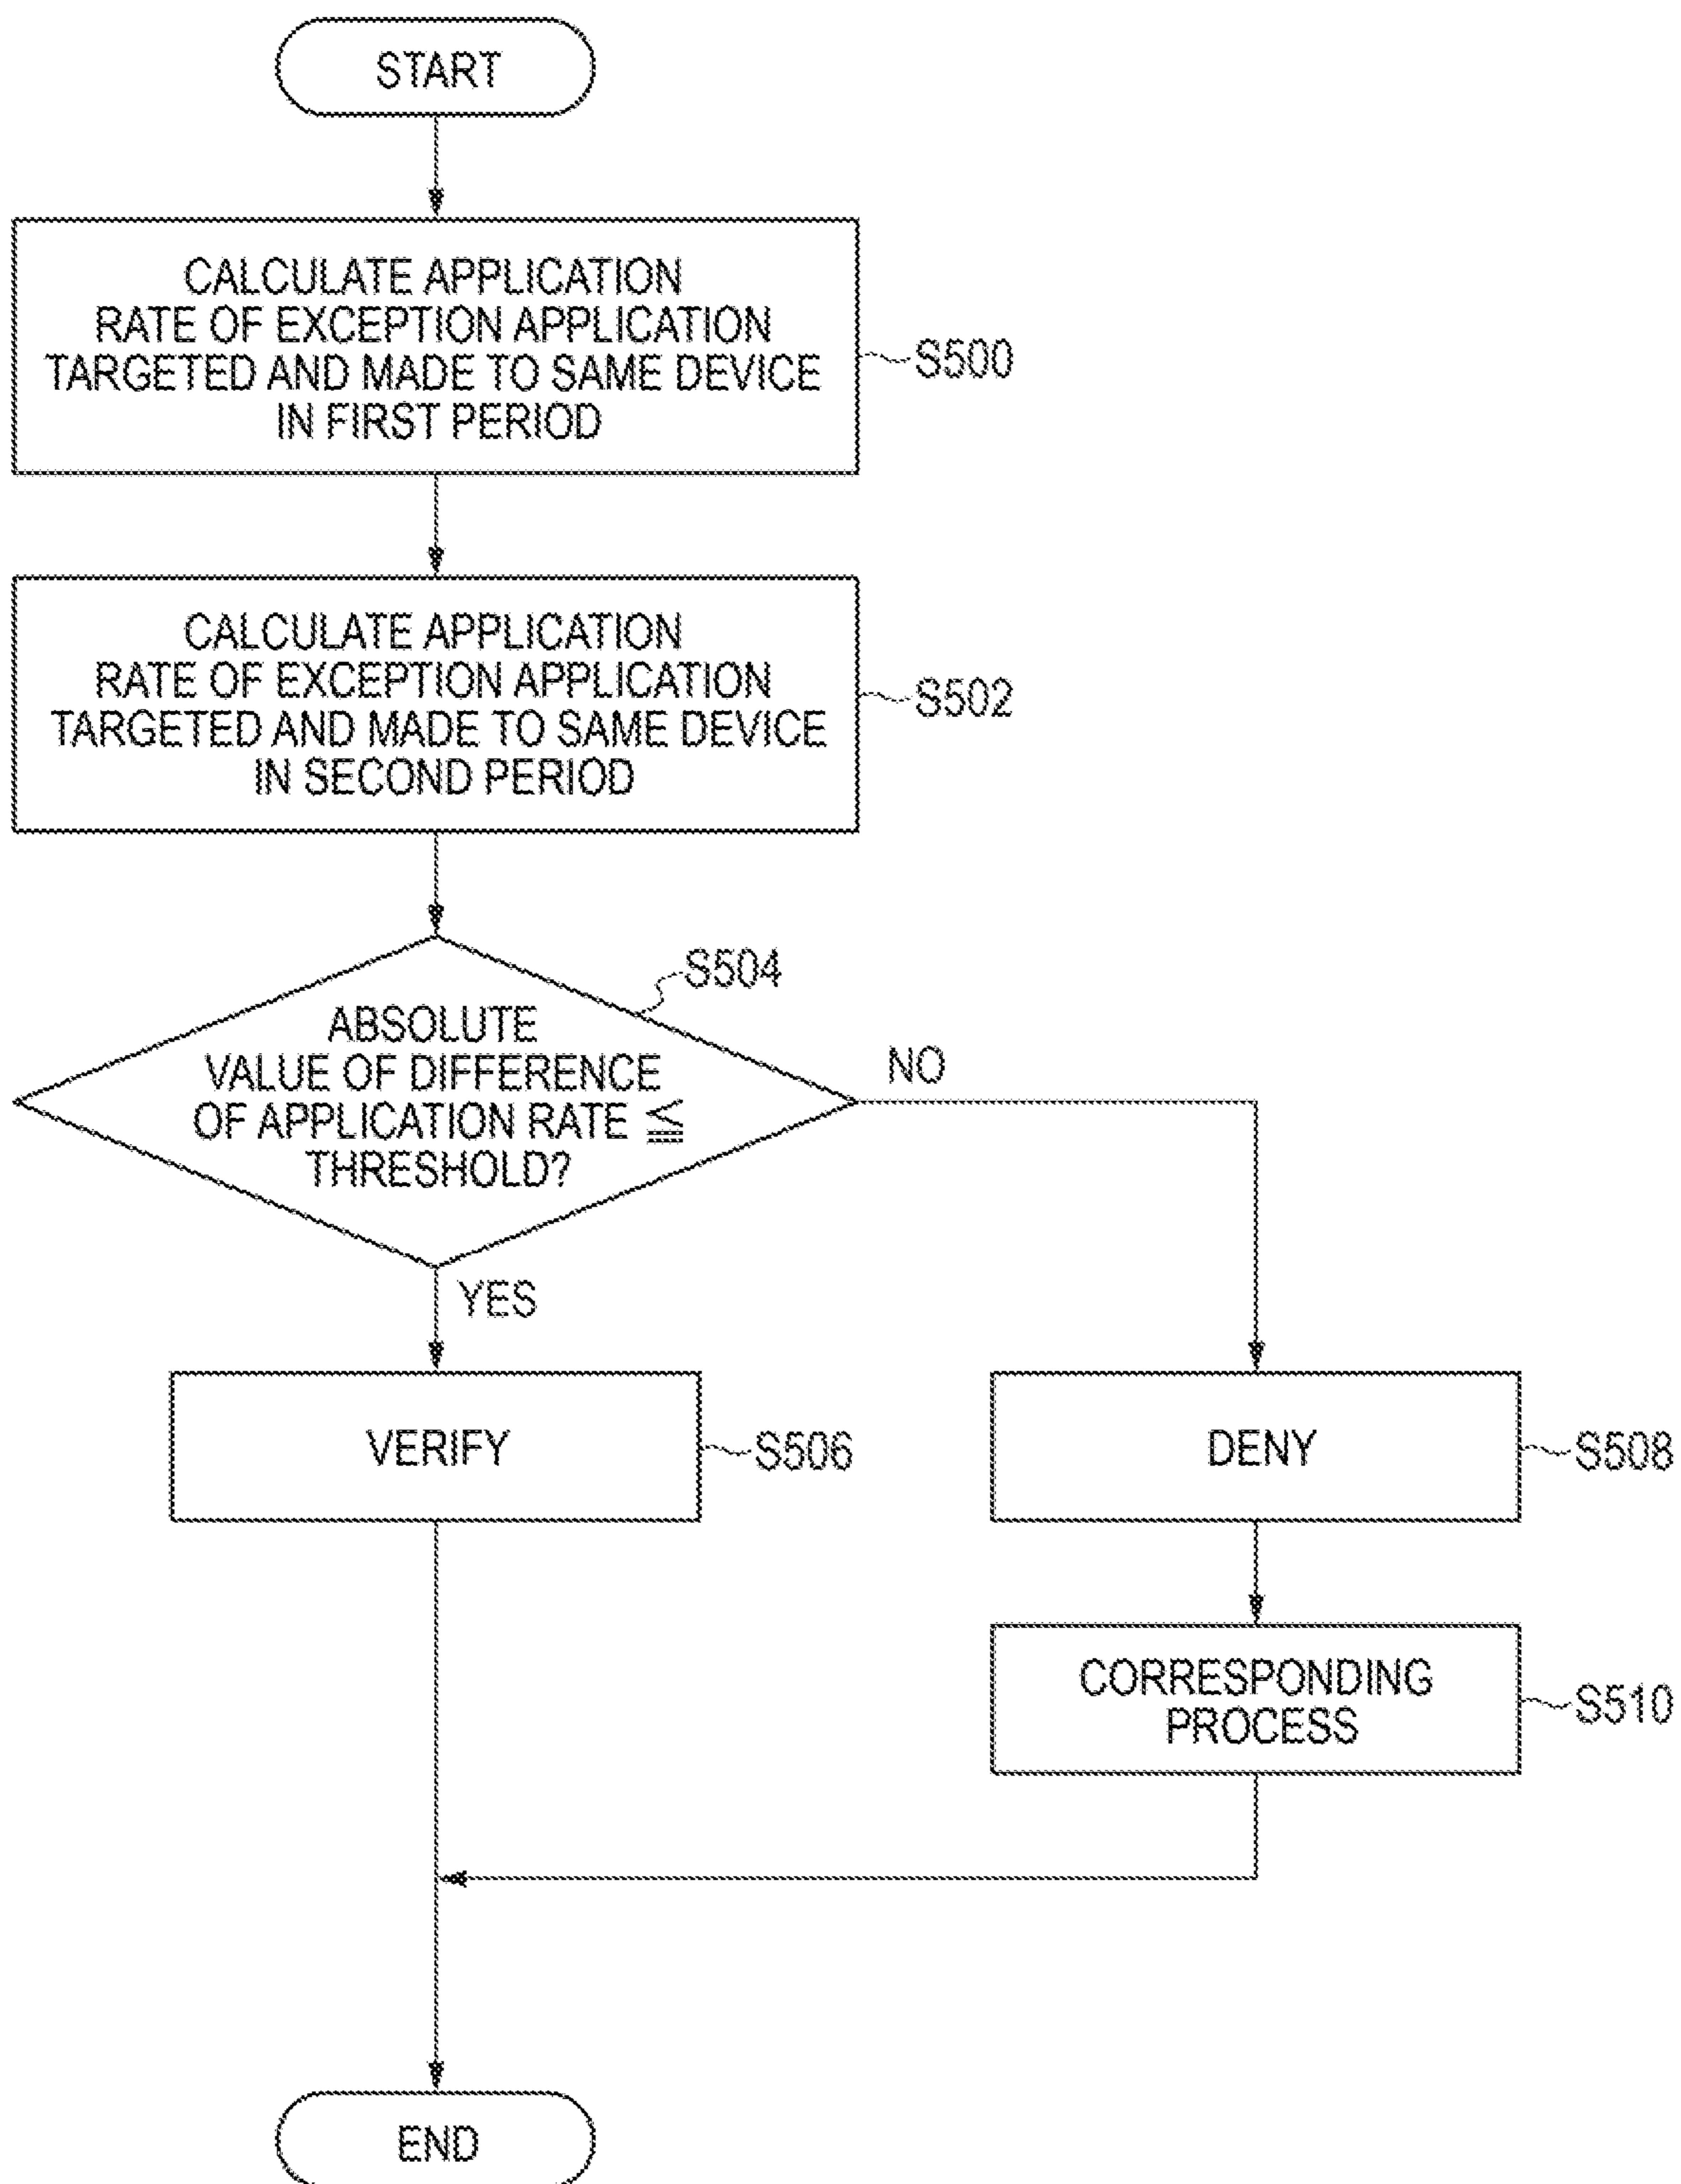 START
CALCULATE APPLICATION
RATE OF EXCEPTION APPLICATION
TARGETED AND MADE TO SAME DEVICE
IN FIRST PERIOD
S500
CALCULATE APPLICATION
RATE OF EXCEPTION APPLICATION
TARGETED AND MADE TO SAME DEVICE
IN SECOND PERIOD
S502
S504
ABSOLUTE
VALUE OF DIFFERENCE
OF APPLICATION RATE ≦
THRESHOLD?
NO
YES
VERIFY
S506
DENY
S508
CORRESPONDING
PROCESS
S510
END